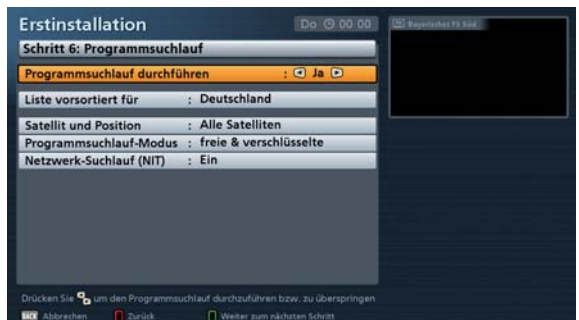 Erstinstallation Do 00 00
Bayerisches FS Süd
Schritt 6: Programmsuchlauf
Programmsuchlauf durchführen : Ja
Liste vorsortiert für : Deutschland
Satellit und Position : Alle Satelliten
Programmsuchlauf-Modus : freie & verschlüsselte
Netzwerk-Suchlauf (NIT) : Ein
Drücken Sie um den Programmsuchlauf durchzuführen bzw. zu überspringen
BACK Abbrechen Zurück Weiter zum nächsten Schritt